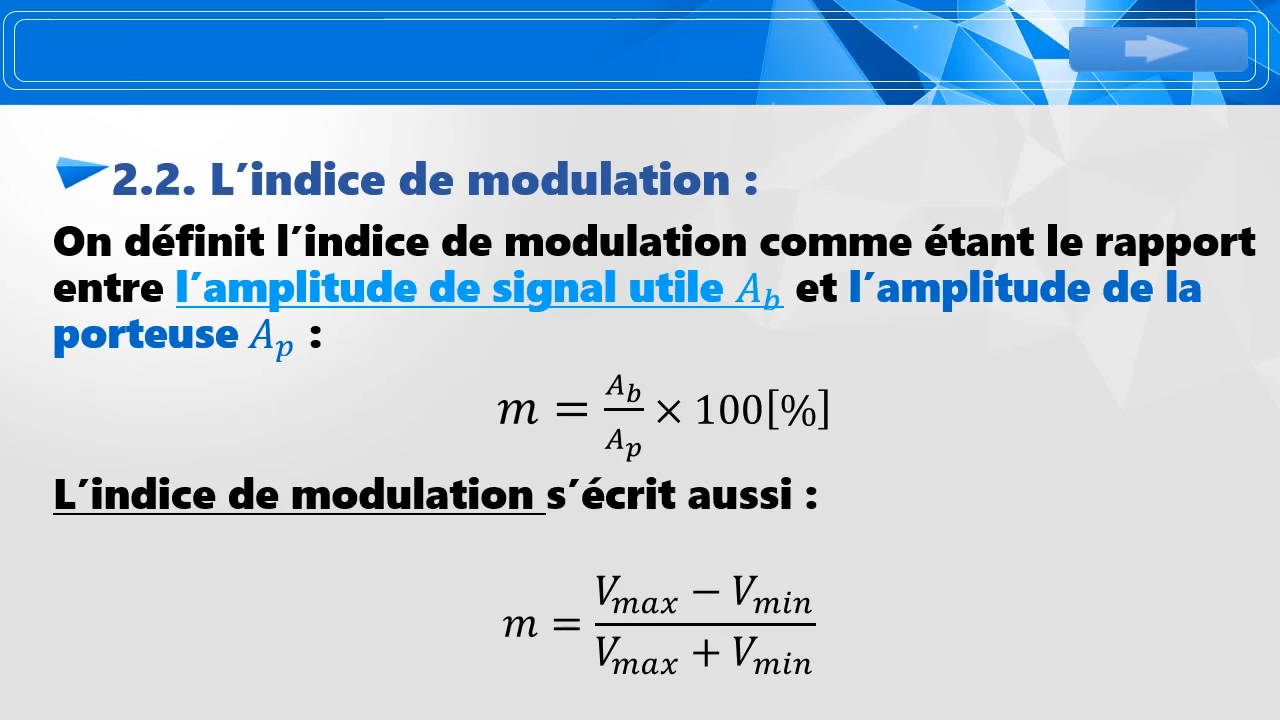 2.2. L’indice de modulation :
On définit l’indice de modulation comme étant le rapport
entre l’amplitude de signal utile A_b et l’amplitude de la
porteuse A_p :
m = A_b / A_p × 100[%]
L’indice de modulation s’écrit aussi :
m = (V_max − V_min) / (V_max + V_min)